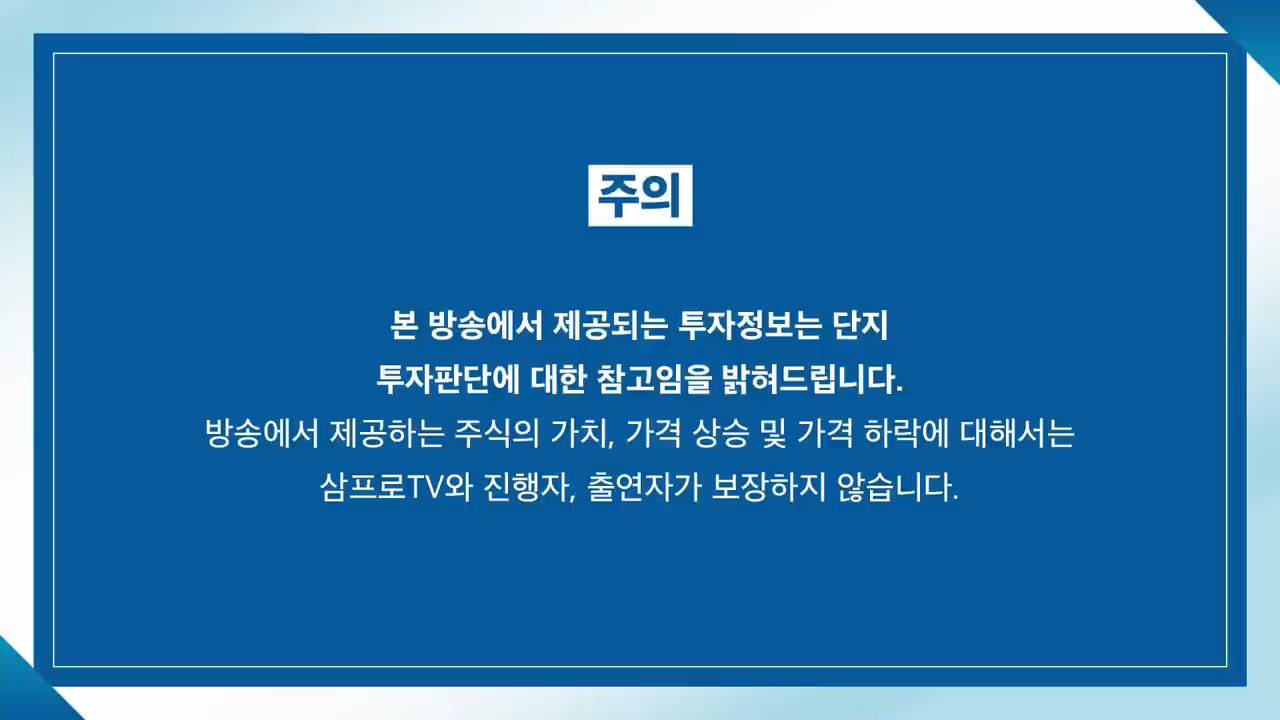 주의
본 방송에서 제공되는 투자정보는 단지
투자판단에 대한 참고임을 밝혀드립니다.
방송에서 제공하는 주식의 가치, 가격 상승 및 가격 하락에 대해서는
삼프로TV와 진행자, 출연자가 보장하지 않습니다.